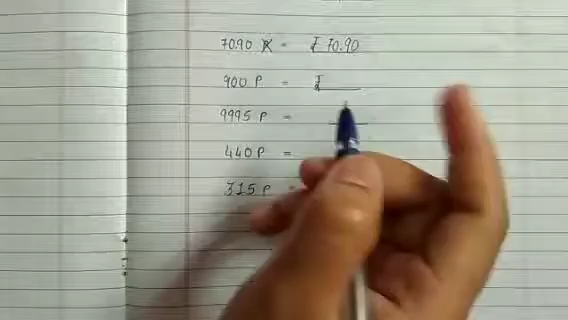 7090 P = ₹ 70.90
900 P = ₹
9995 P =
440 P =
315 P =